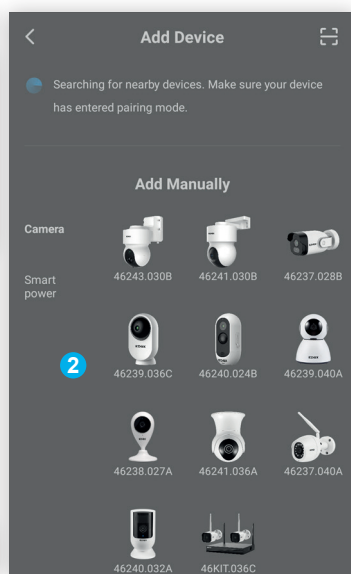 Add Device
Searching for nearby devices. Make sure your device
has entered pairing mode.
Add Manually
Camera
46243.030B 46241.030B 46237.028B
Smart
power
2
46239.036C 46240.024B 46239.040A
46238.027A 46241.036A 46237.040A
46240.032A 46KIT.036C